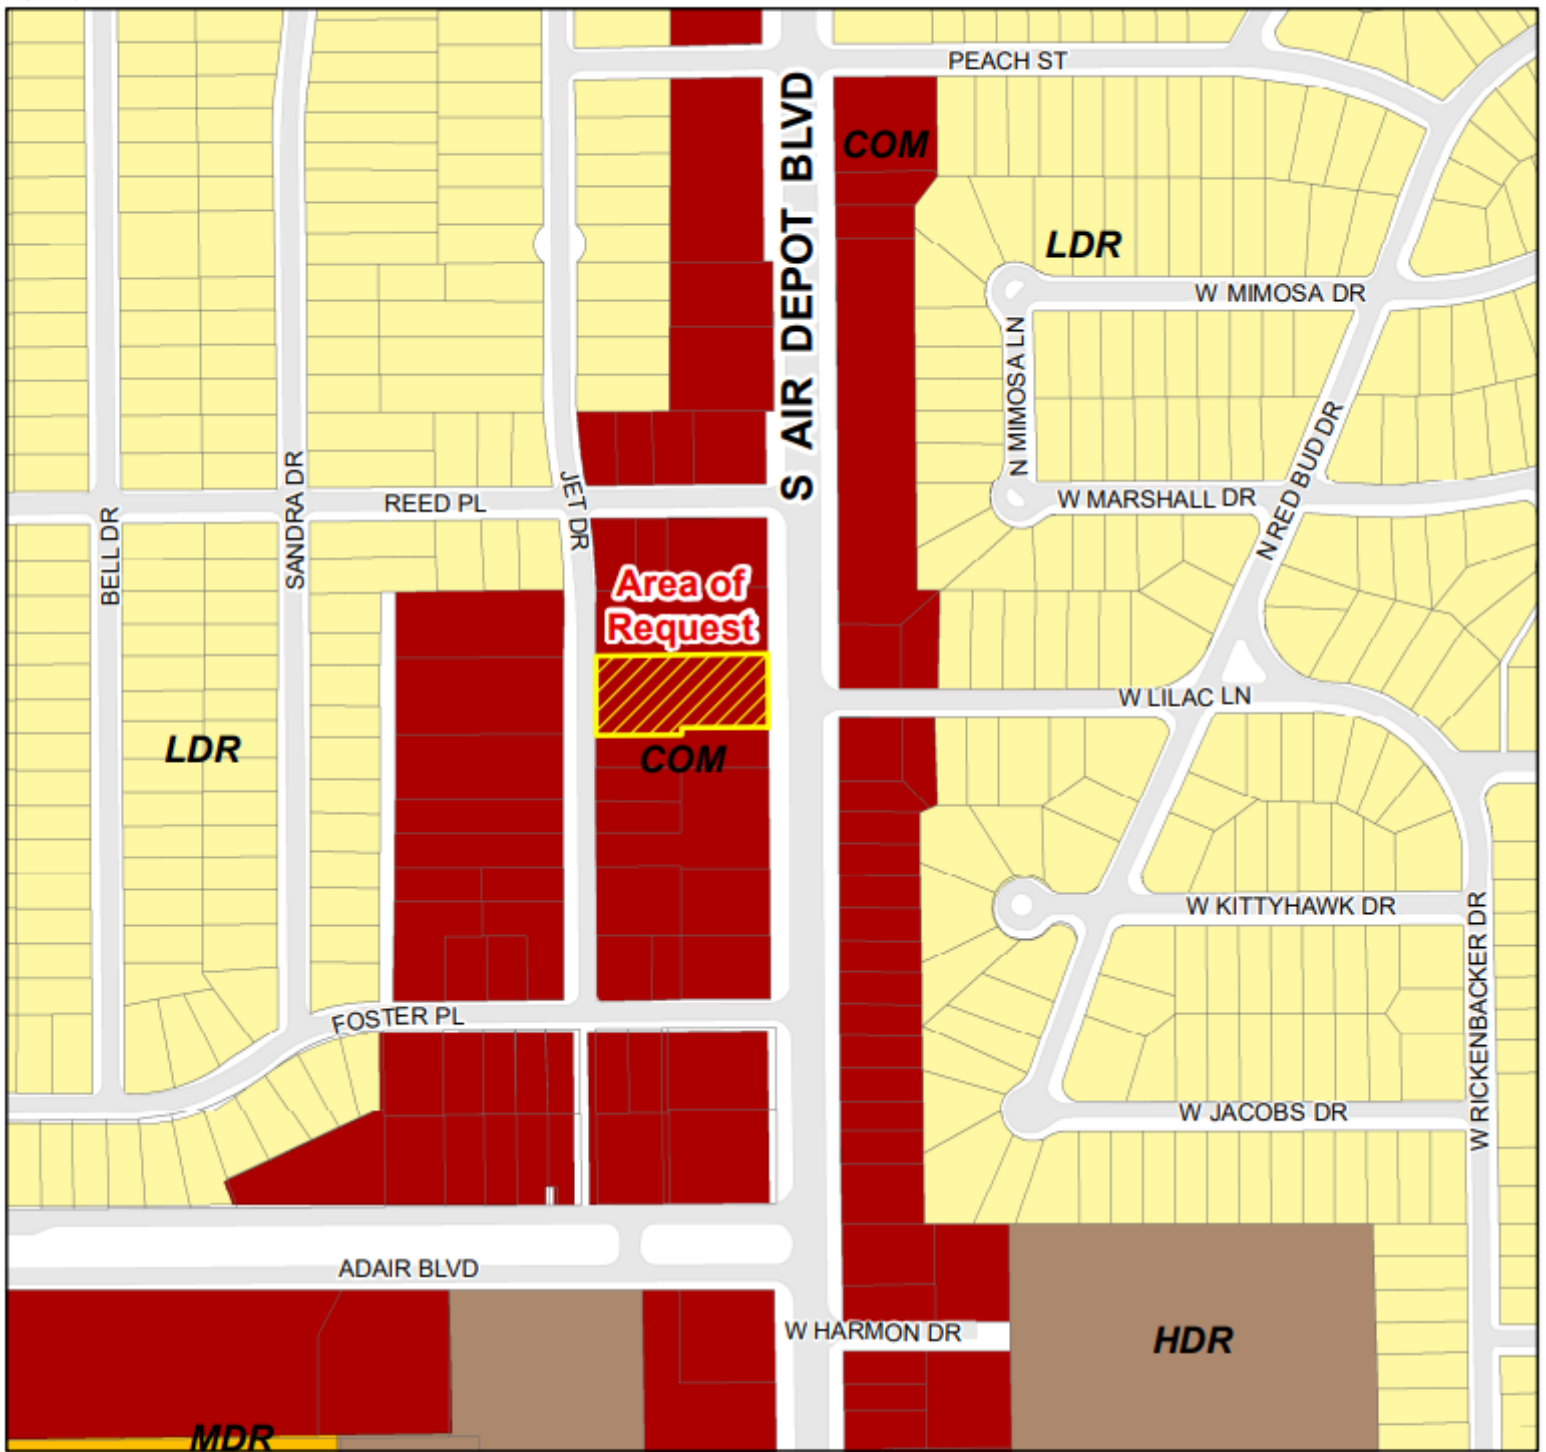 PEACH ST
S AIR DEPOT BLVD
COM
LDR
W MIMOSA DR
N MIMOSA LN
N RED BUD DR
SANDRA DR
JET DR
REED PL
W MARSHALL DR
BELL DR
Area of
Request
W LILAC LN
LDR
COM
W KITTYHAWK DR
W RICKENBACKER DR
FOSTER PL
W JACOBS DR
ADAIR BLVD
W HARMON DR
HDR
MDR